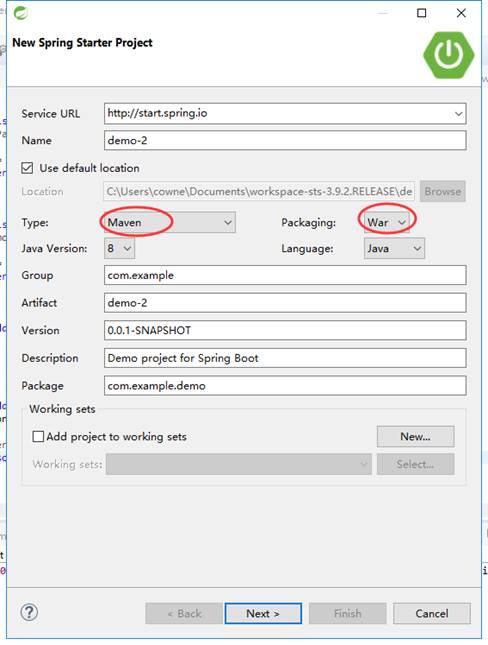 New Spring Starter Project
Service URL http://start.spring.io
Name demo-2
Use default location
Location C:\Users\cowne\Documents\workspace-sts-3.9.2.RELEASE\de Browse
Type: Maven Packaging: War
Java Version: 8 Language: Java
Group com.example
Artifact demo-2
Version 0.0.1-SNAPSHOT
Description Demo project for Spring Boot
Package com.example.demo
Working sets
Add project to working sets New...
Working sets: Select...
? < Back Next > Finish Cancel